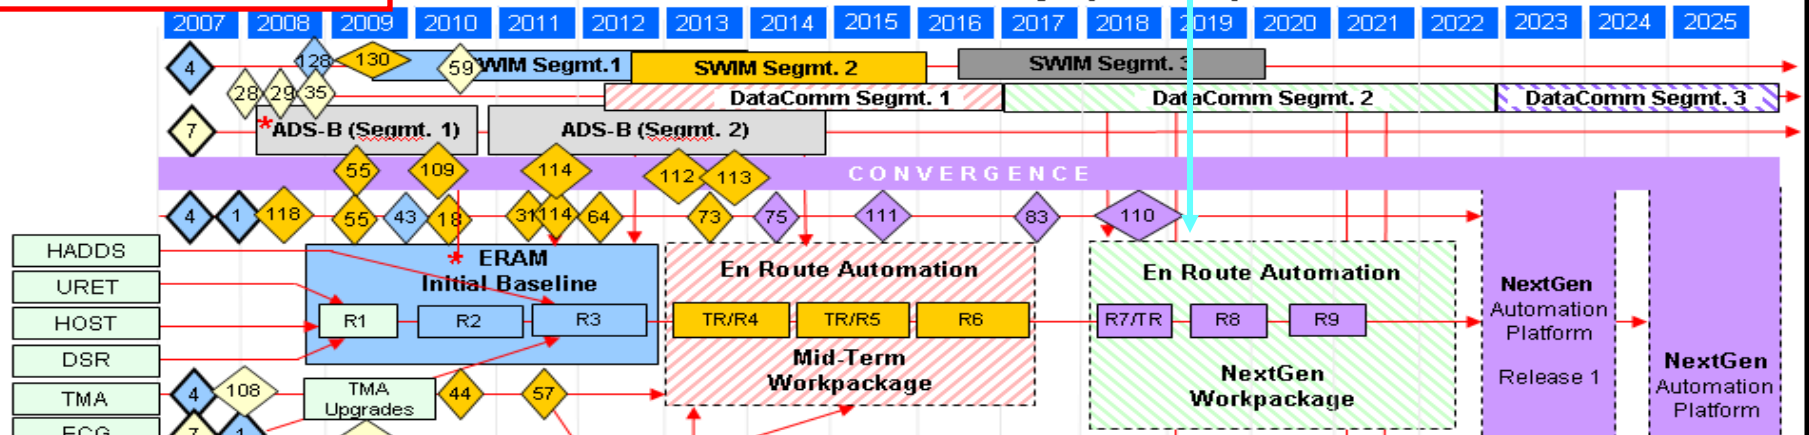 2007 2008 2009 2010 2011 2012 2013 2014 2015 2016 2017 2018 2019 2020 2021 2022 2023 2024 2025
4 128 130 59 WIM Segmt.1 SWIM Segmt. 2 SWIM Segmt. 3
28 29 35 DataComm Segmt. 1 DataComm Segmt. 2 DataComm Segmt. 3
7 *ADS-B (Segmt. 1) ADS-B (Segmt. 2)
55 109 114 112 113 CONVERGENCE
4 1 118 55 43 18 31 114 64 73 75 111 83 110
HADDS
URET
HOST
DSR
TMA
ECG
* ERAM
Initial Baseline
R1 R2 R3
En Route Automation
TR/R4 TR/R5 R6
Mid-Term
Workpackage
En Route Automation
R7/TR R8 R9
NextGen
Workpackage
NextGen
Automation
Platform
Release 1
NextGen
Automation
Platform
4 108 TMA
Upgrades 44 57
7 1